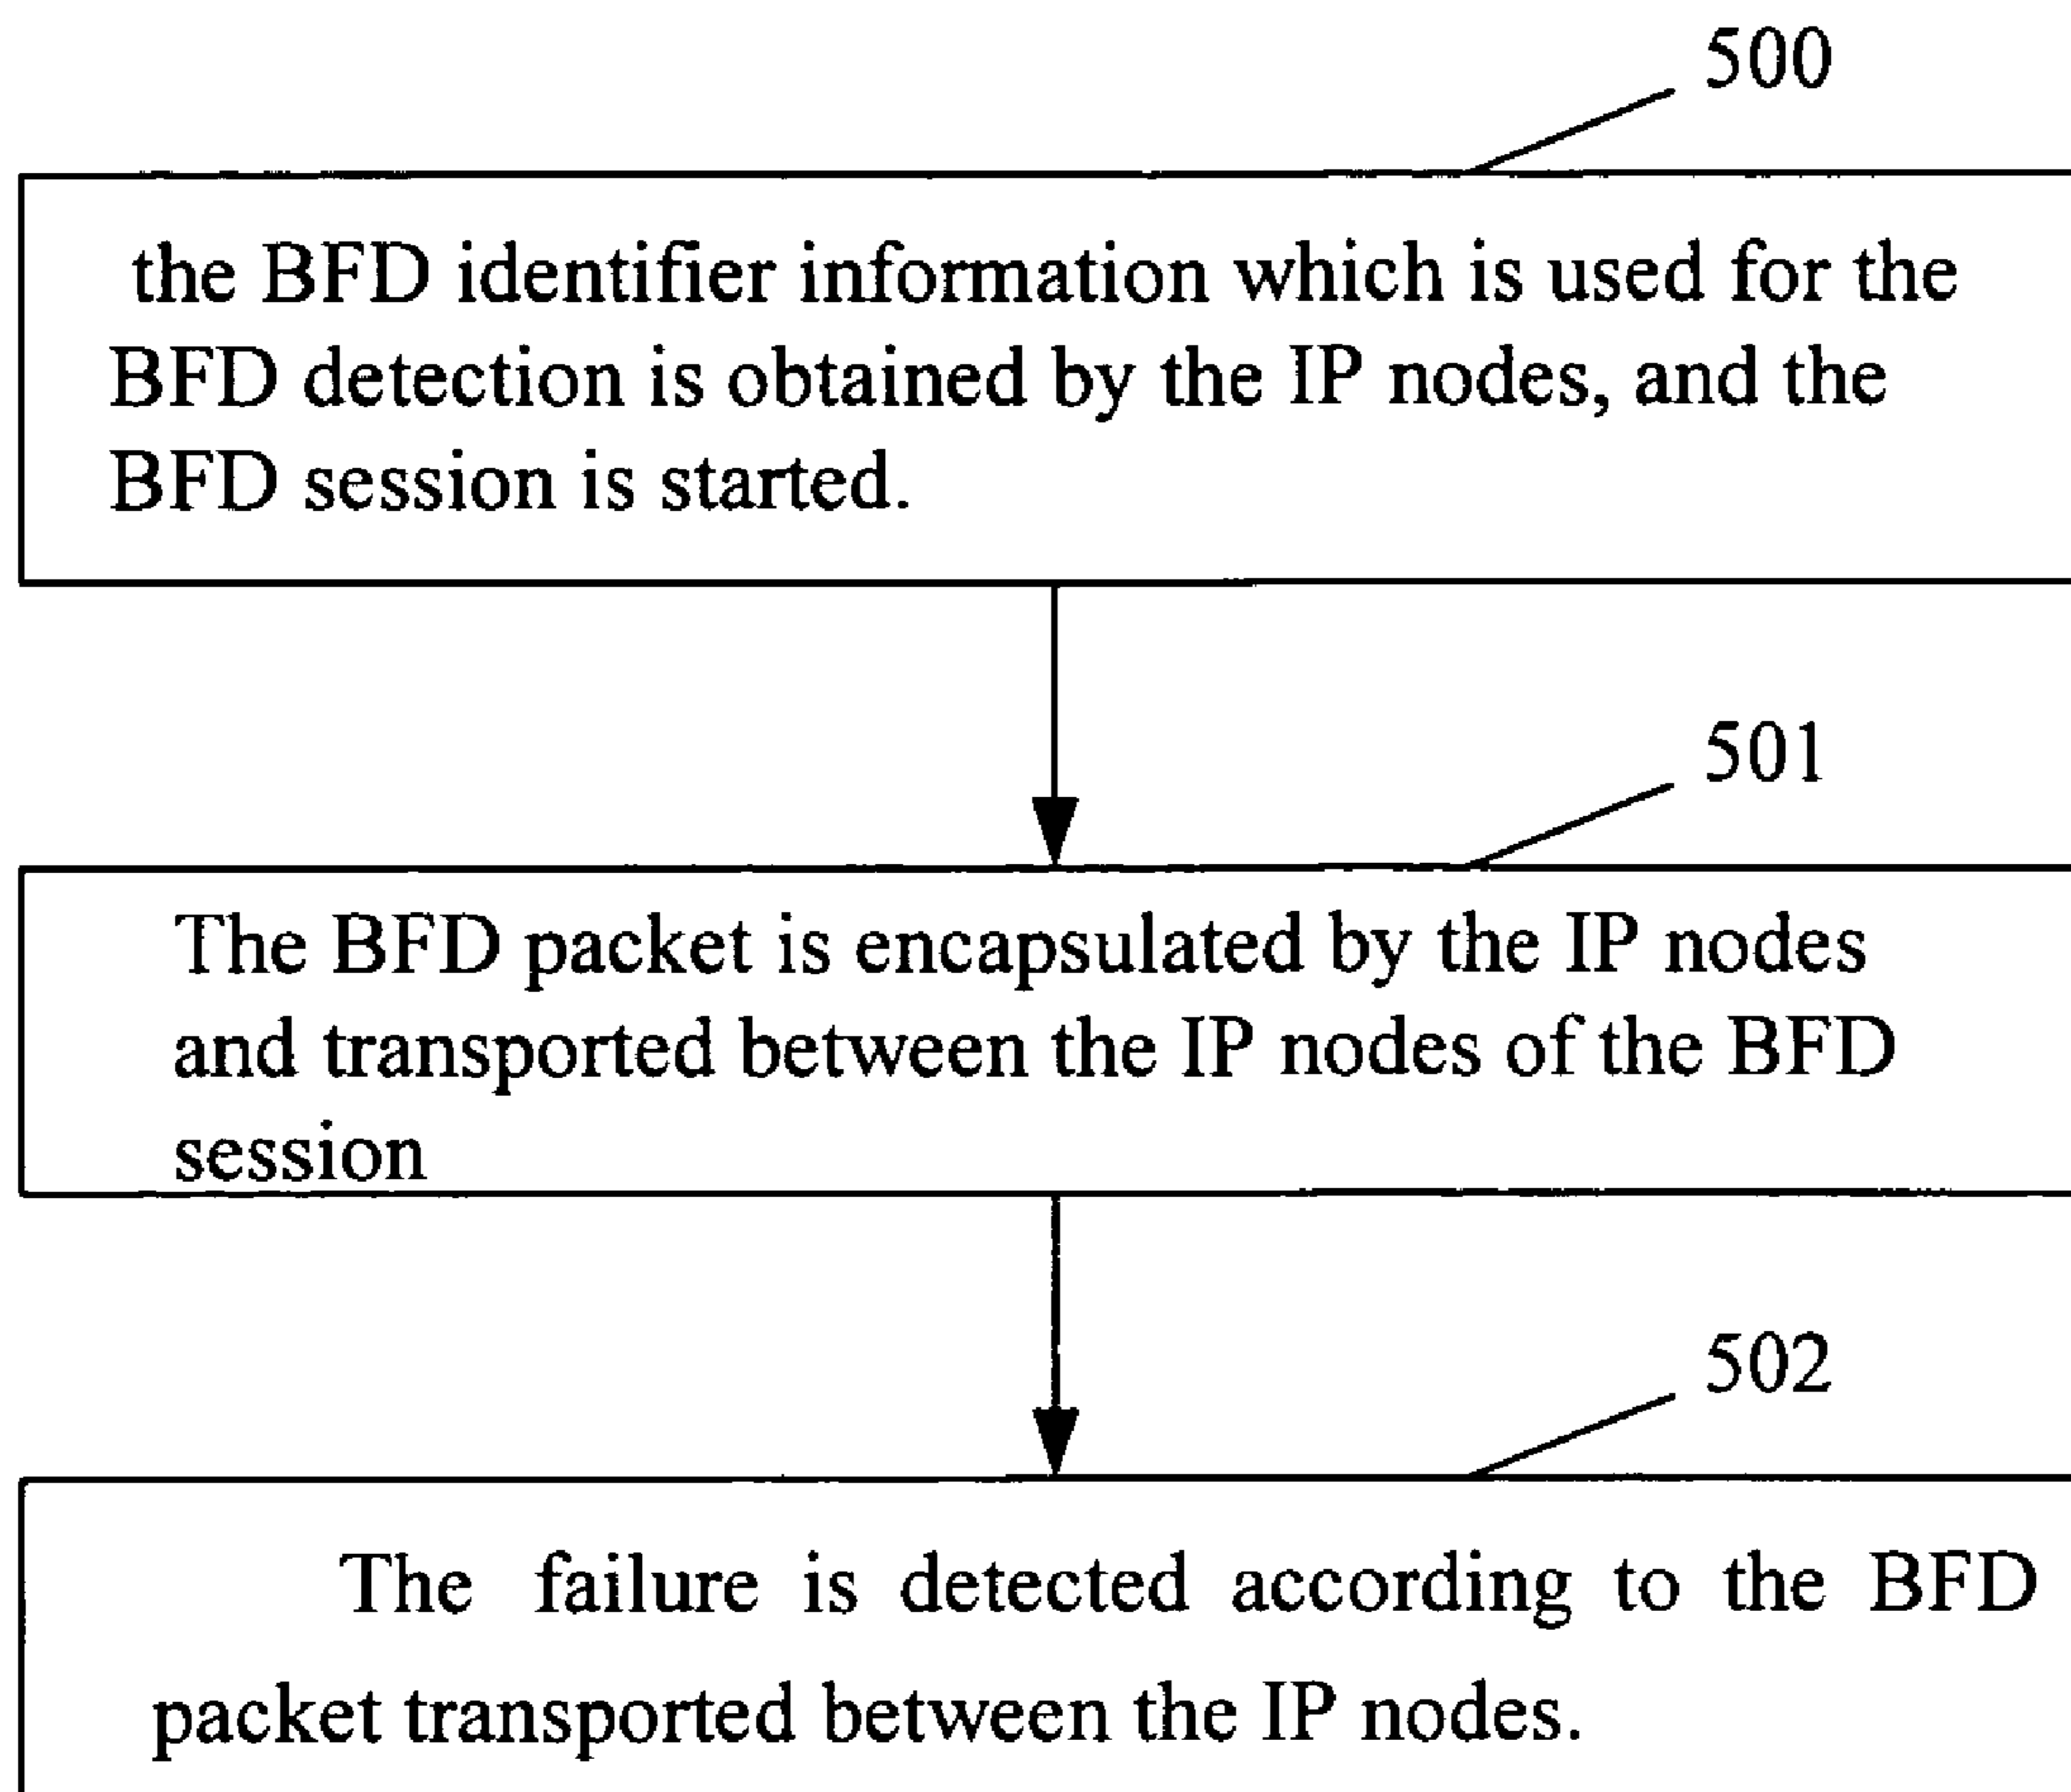 500
the BFD identifier information which is used for the
BFD detection is obtained by the IP nodes, and the
BFD session is started.
501
The BFD packet is encapsulated by the IP nodes
and transported between the IP nodes of the BFD
session
502
The failure is detected according to the BFD
packet transported between the IP nodes.